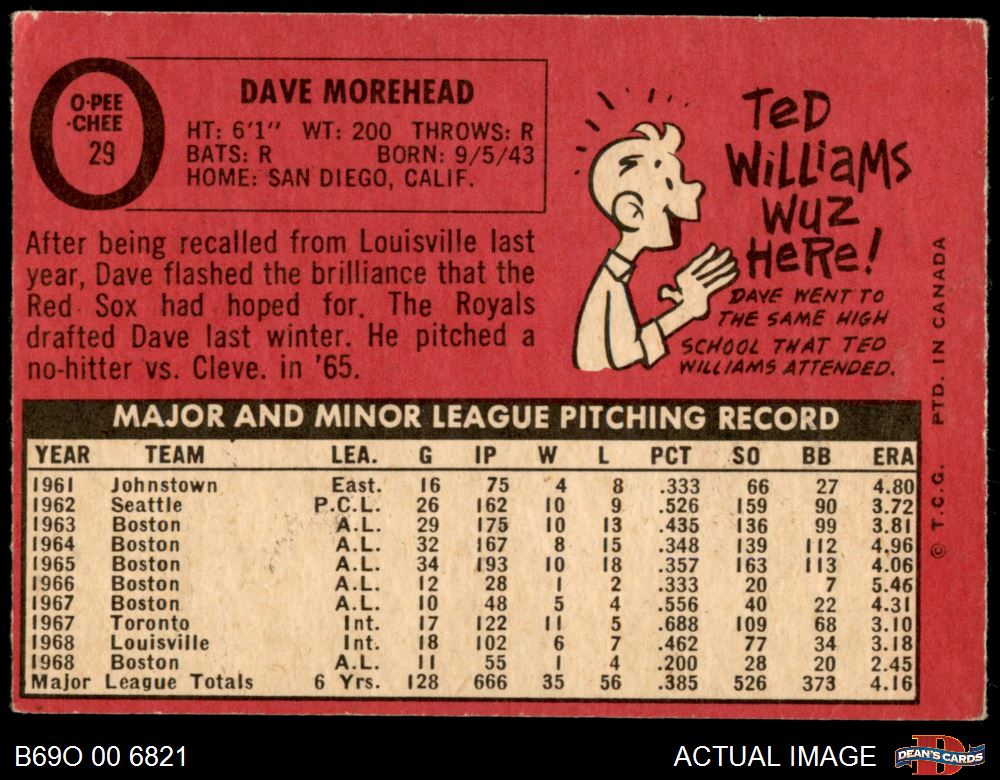 O-PEE
-CHEE
29
DAVE MOREHEAD
HT: 6'1" WT: 200 THROWS: R
BATS: R BORN: 9/5/43
HOME: SAN DIEGO, CALIF.
After being recalled from Louisville last
year, Dave flashed the brilliance that the
Red Sox had hoped for. The Royals
drafted Dave last winter. He pitched a
no-hitter vs. Cleve. in '65.
TeD
WiLLiaMS
WUZ
HeRe!
DAVE WENT TO
THE SAME HIGH
SCHOOL THAT TED
WILLIAMS ATTENDED.
MAJOR AND MINOR LEAGUE PITCHING RECORD
YEAR TEAM LEA. G IP W L PCT SO BB ERA
1961 Johnstown East. 16 75 4 8 .333 66 27 4.80
1962 Seattle P.C.L. 26 162 10 9 .526 159 90 3.72
1963 Boston A.L. 29 175 10 13 .435 136 99 3.81
1964 Boston A.L. 32 167 8 15 .348 139 112 4.96
1965 Boston A.L. 34 193 10 18 .357 163 113 4.06
1966 Boston A.L. 12 28 1 2 .333 20 7 5.46
1967 Boston A.L. 10 48 5 4 .556 40 22 4.31
1967 Toronto Int. 17 122 11 5 .688 109 68 3.10
1968 Louisville Int. 18 102 6 7 .462 77 34 3.18
1968 Boston A.L. 11 55 1 4 .200 28 20 2.45
Major League Totals 6 Yrs. 128 666 35 56 .385 526 373 4.16
© T.C.G. PTD. IN CANADA
B69O 00 6821
ACTUAL IMAGE
D
DEAN'S CARDS